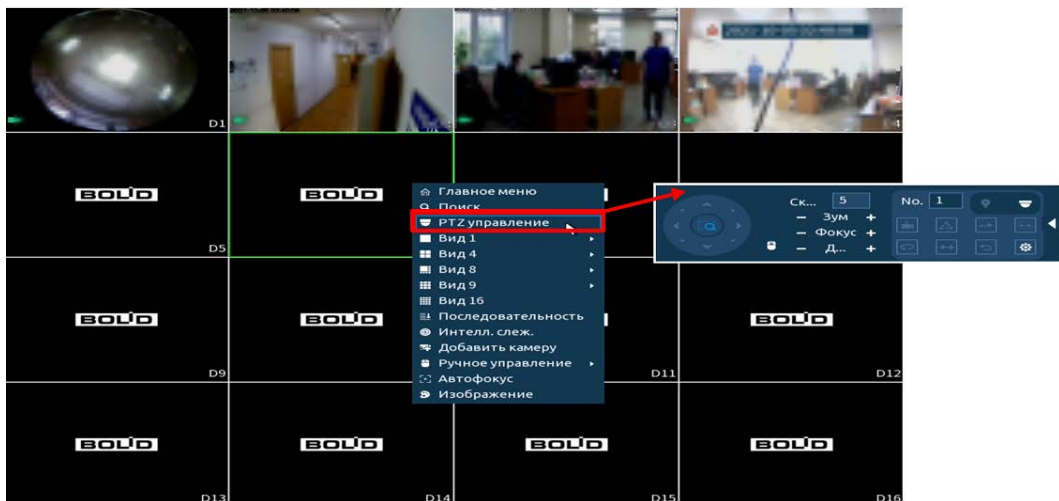 D1
D5
BOLID
BOLID
Главное меню
Поиск
PTZ управление
Вид 1
Вид 4
Вид 8
Вид 9
Вид 16
Последовательность
Интелл. слеж.
Добавить камеру
Ручное управление
Автофокус
Изображение
Ск... 5
Зум
Фокус
Д...
No. 1
BOLID
BOLID
BOLID
D9
D11
D12
BOLID
BOLID
BOLID
BOLID
D13
D14
D15
D16